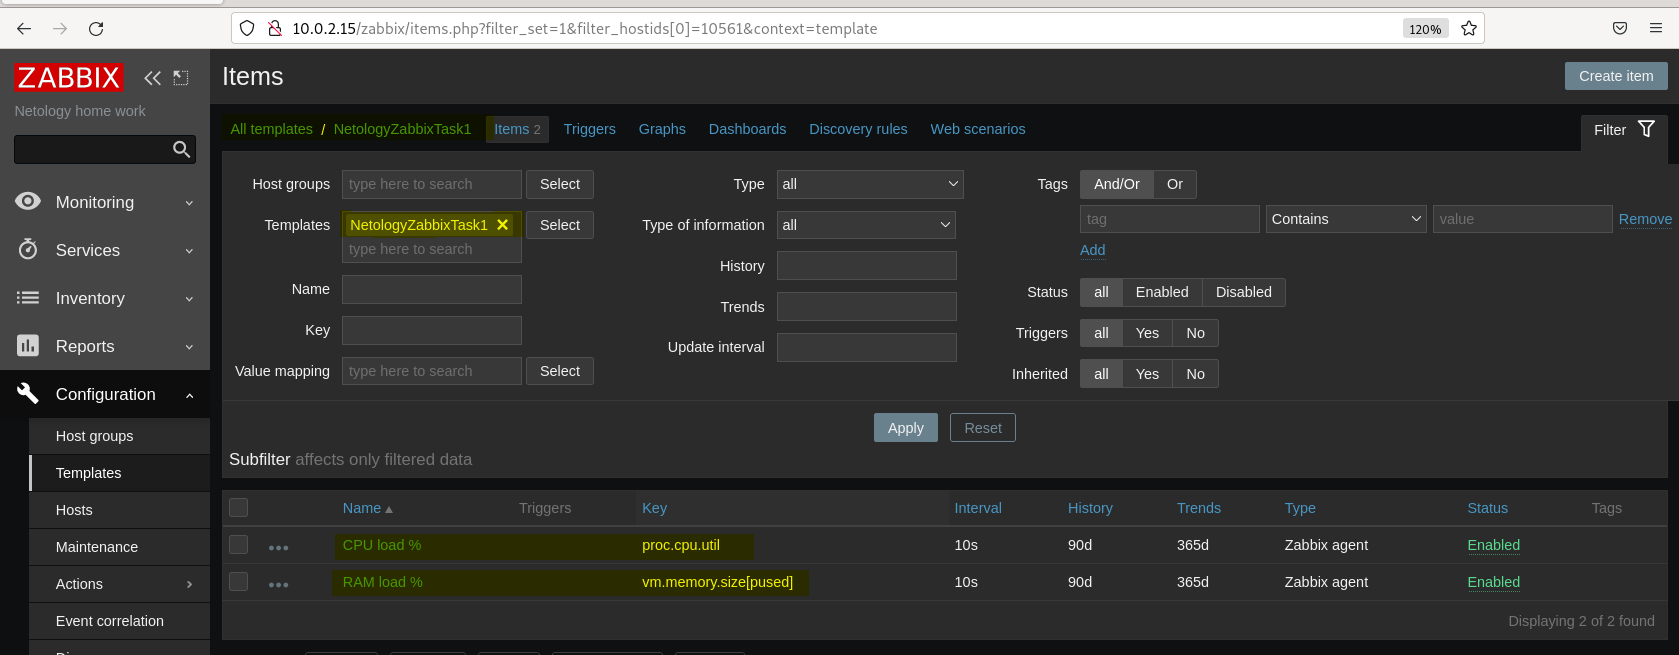 10.0.2.15/zabbix/items.php?filter_set=1&filter_hostids[0]=10561&context=template 120%
ZABBIX
Netology home work
Monitoring
Services
Inventory
Reports
Configuration
Host groups
Templates
Hosts
Maintenance
Actions
Event correlation
Items
Create item
All templates / NetologyZabbixTask1 Items 2 Triggers Graphs Dashboards Discovery rules Web scenarios
Filter
Host groups type here to search Select
Templates NetologyZabbixTask1 Select
type here to search
Name
Key
Value mapping type here to search Select
Type all
Type of information all
History
Trends
Update interval
Tags And/Or Or
tag Contains value Remove
Add
Status all Enabled Disabled
Triggers all Yes No
Inherited all Yes No
Apply Reset
Subfilter affects only filtered data
Name Triggers Key Interval History Trends Type Status Tags
CPU load % proc.cpu.util 10s 90d 365d Zabbix agent Enabled
RAM load % vm.memory.size[pused] 10s 90d 365d Zabbix agent Enabled
Displaying 2 of 2 found